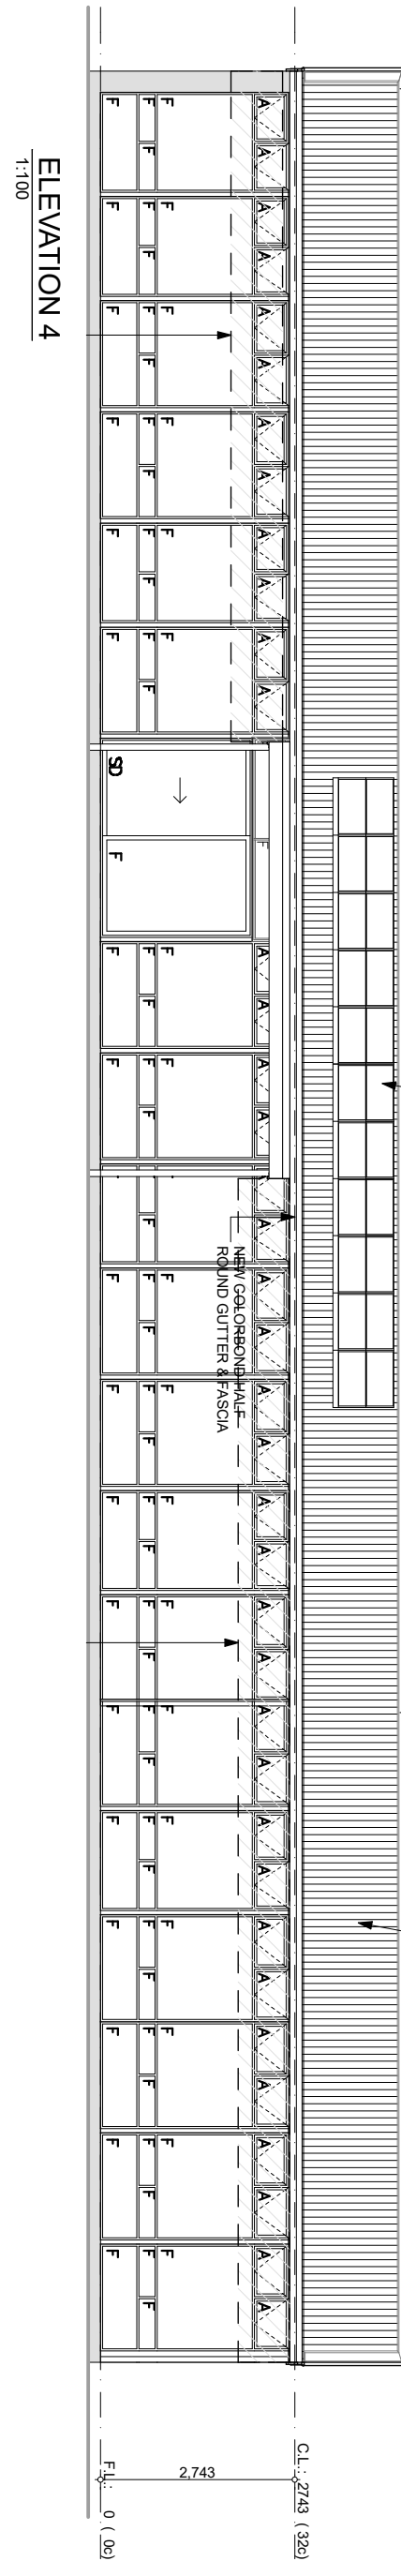 C.L.: 2743 ( 32c)
A A A A A A A A A A A A A A A A A A A A A A A A A A A A A A A A A A A A A
NEW COLORBOND HALF
ROUND GUTTER & FASCIA
2,743
F F F F F F F F F F F F F F F F F F
F F F F F F F F F F F F F F F F F F F F F F F F F F F F F F F F F F F F F
F F F F F F SD F F F F F F F F F F F F F
F.L.: 0 ( 0c)
ELEVATION 4
1:100